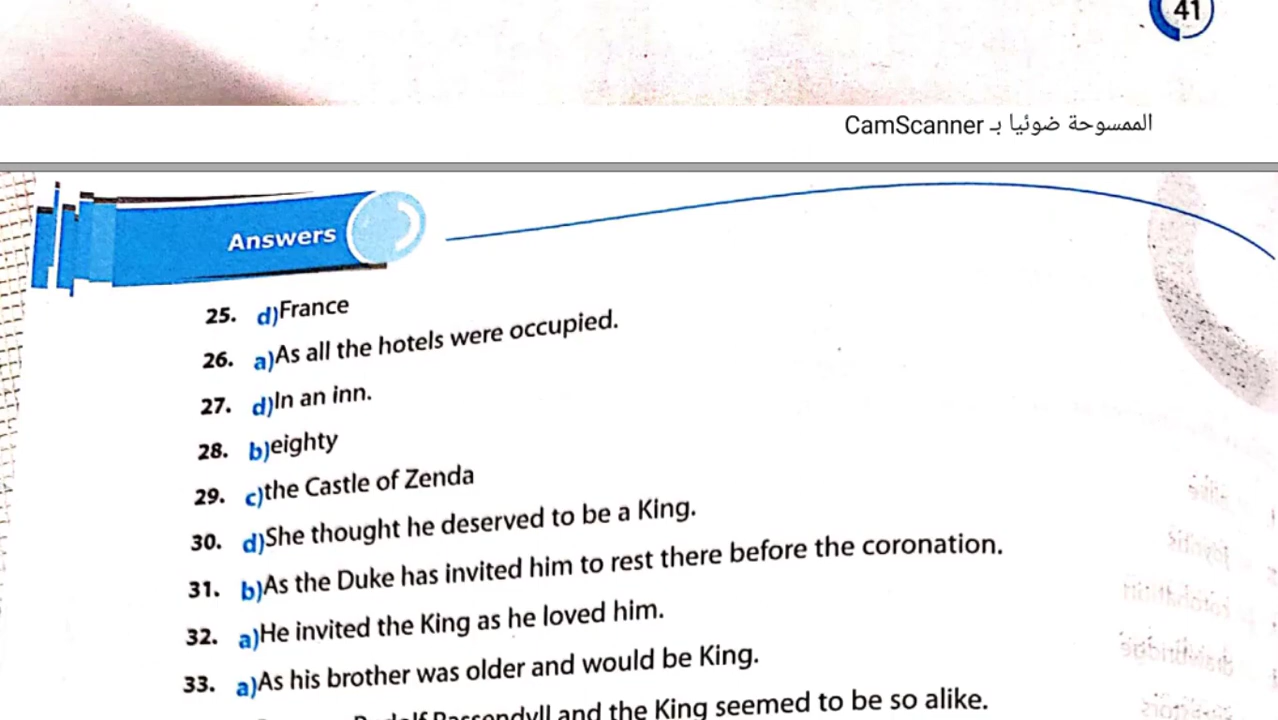 41
الممسوحة ضوئيا بـ CamScanner
Answers
25. d)France
26. a)As all the hotels were occupied.
27. d)In an inn.
28. b)eighty
29. c)the Castle of Zenda
30. d)She thought he deserved to be a King.
31. b)As the Duke has invited him to rest there before the coronation.
32. a)He invited the King as he loved him.
33. a)As his brother was older and would be King.
Rudolf Rassendyll and the King seemed to be so alike.